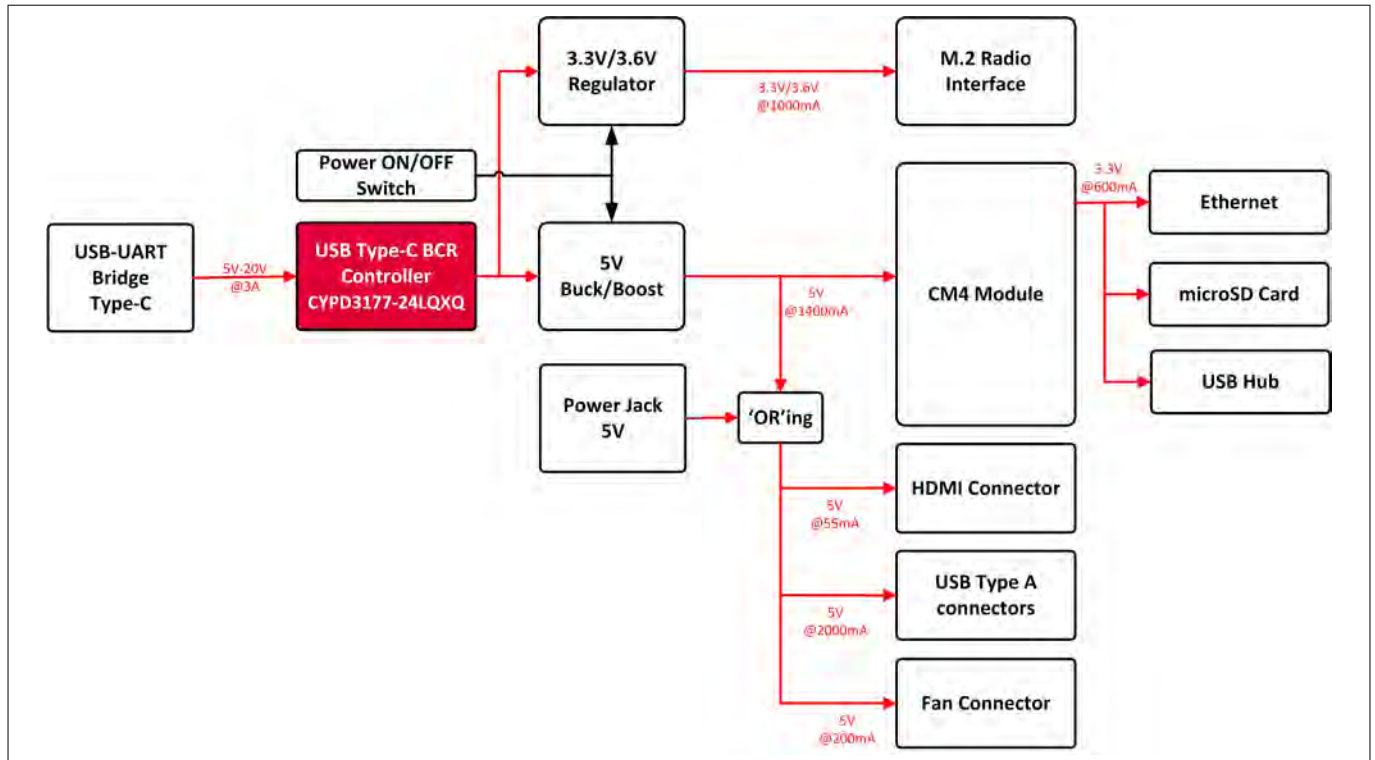 3.3V/3.6V
Regulator
3.3V/3.6V
@1000mA
M.2 Radio
Interface
Power ON/OFF
Switch
USB-UART
Bridge
Type-C
5V-20V
@3A
USB Type-C BCR
Controller
CYPD3177-24LQXQ
5V
Buck/Boost
5V
@1400mA
CM4 Module
3.3V
@600mA
Ethernet
microSD Card
USB Hub
Power Jack
5V
‘OR’ing
5V
@55mA
HDMI Connector
5V
@2000mA
USB Type A
connectors
5V
@200mA
Fan Connector